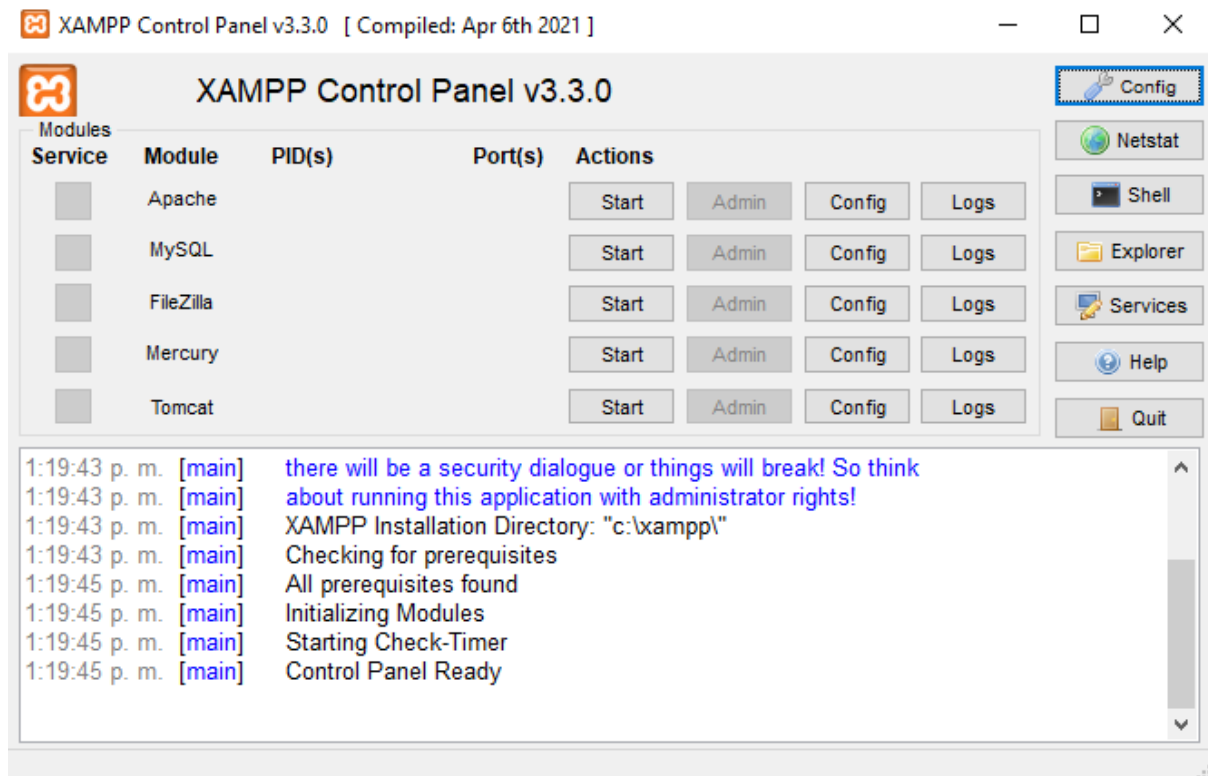 XAMPP Control Panel v3.3.0 [ Compiled: Apr 6th 2021 ]
XAMPP Control Panel v3.3.0
Config
Modules
Netstat
Service Module PID(s) Port(s) Actions
Shell
Apache Start Admin Config Logs
MySQL Start Admin Config Logs
Explorer
FileZilla Start Admin Config Logs
Services
Mercury Start Admin Config Logs
Help
Tomcat Start Admin Config Logs
Quit
1:19:43 p. m. [main] there will be a security dialogue or things will break! So think
1:19:43 p. m. [main] about running this application with administrator rights!
1:19:43 p. m. [main] XAMPP Installation Directory: "c:\xampp\"
1:19:43 p. m. [main] Checking for prerequisites
1:19:45 p. m. [main] All prerequisites found
1:19:45 p. m. [main] Initializing Modules
1:19:45 p. m. [main] Starting Check-Timer
1:19:45 p. m. [main] Control Panel Ready